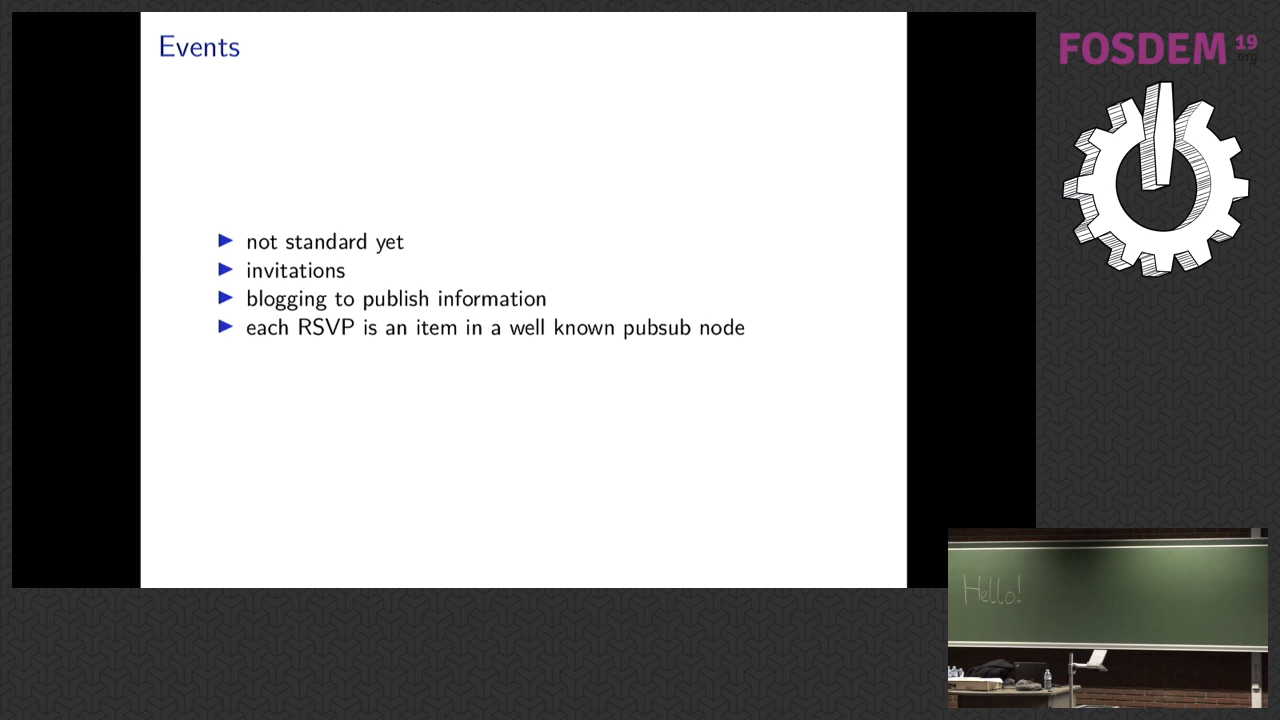 Events
not standard yet
invitations
blogging to publish information
each RSVP is an item in a well known pubsub node
FOSDEM 19
.org
Hello!